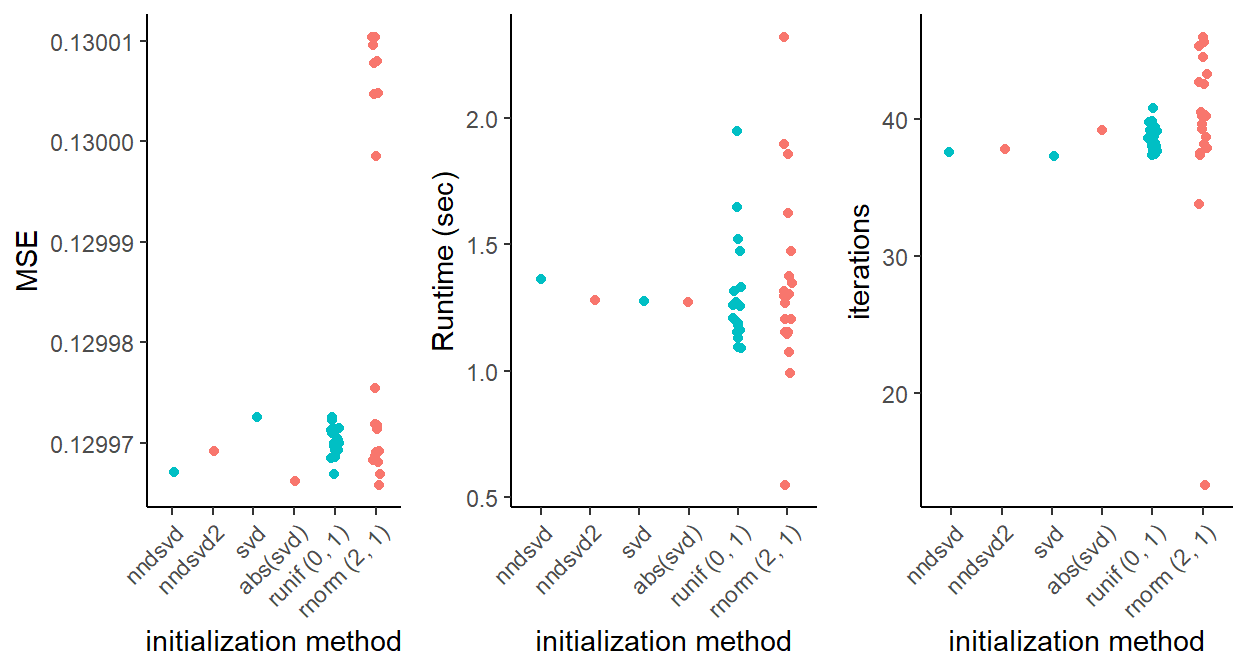 MSE
0.13001
0.13000
0.12999
0.12998
0.12997
nndsvd
nndsvd2
svd
abs(svd)
runif (0, 1)
rnorm (2, 1)
initialization method
Runtime (sec)
2.0
1.5
1.0
0.5
nndsvd
nndsvd2
svd
abs(svd)
runif (0, 1)
rnorm (2, 1)
initialization method
iterations
40
30
20
nndsvd
nndsvd2
svd
abs(svd)
runif (0, 1)
rnorm (2, 1)
initialization method